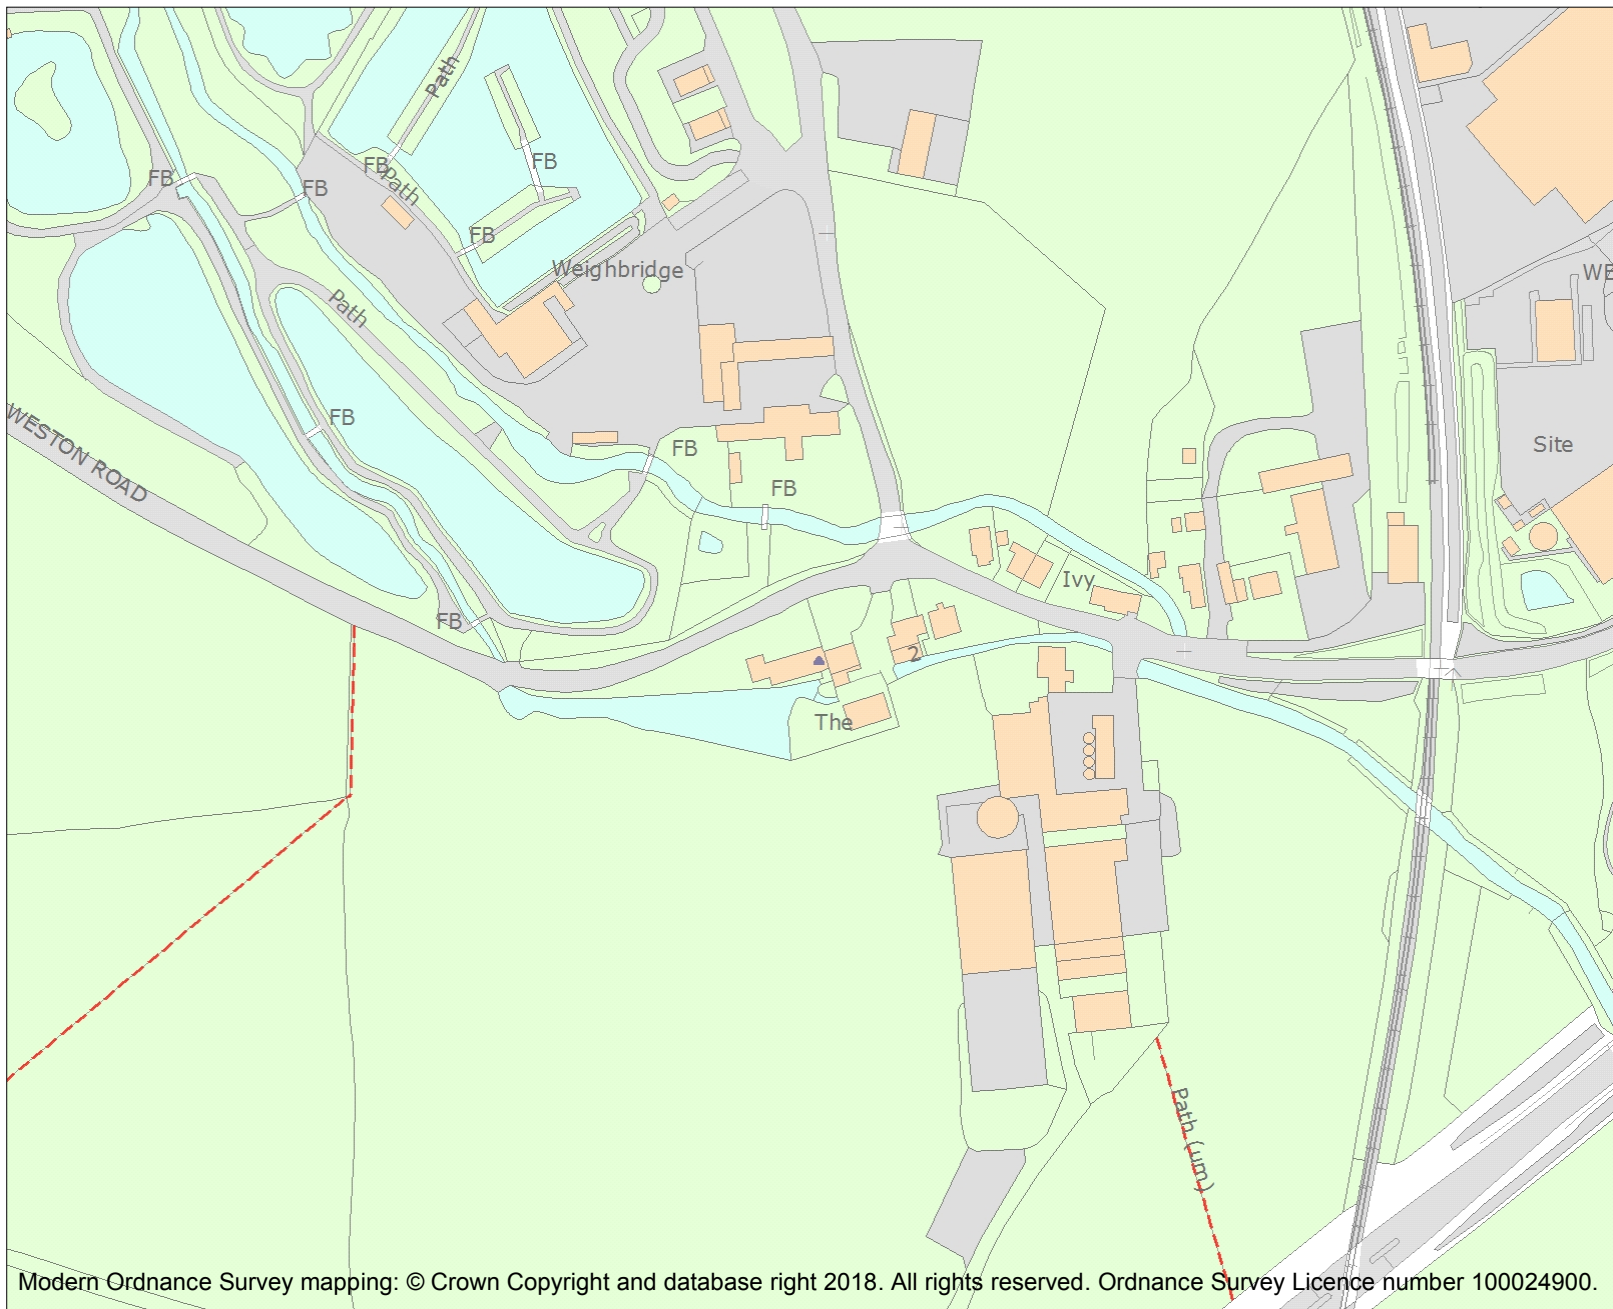 Path
FB
FB
Path
FB
FB
FB
Weighbridge
WE
Path
WESTON ROAD
FB
FB
Site
FB
Ivy
FB
2
The
Path (um)
Modern Ordnance Survey mapping: © Crown Copyright and database right 2018. All rights reserved. Ordnance Survey Licence number 100024900.